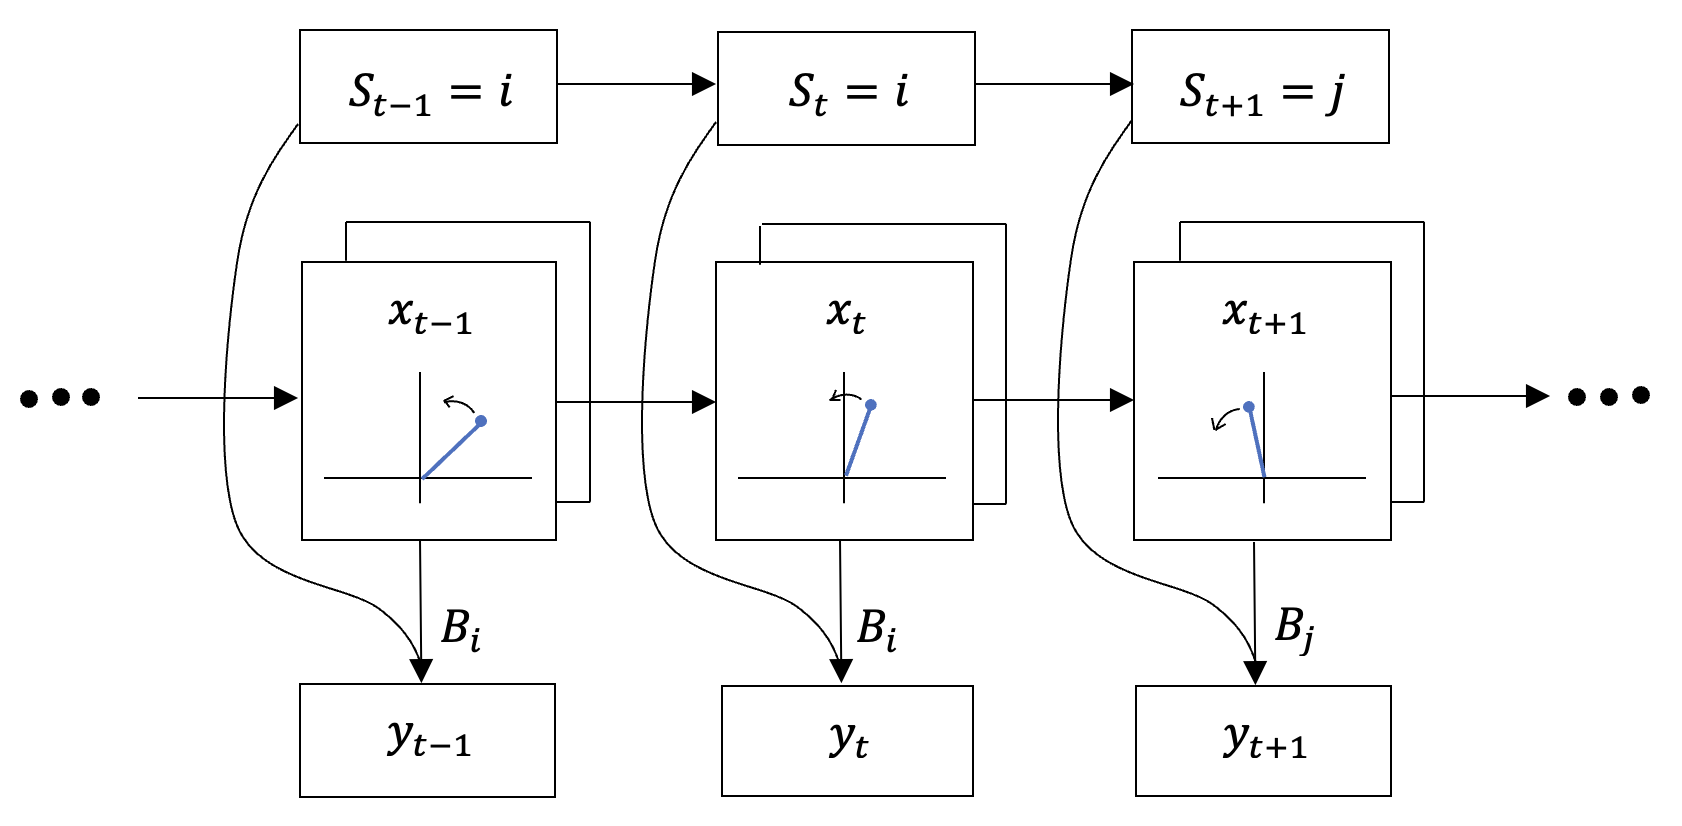 S_{t−1} = i
S_t = i
S_{t+1} = j
x_{t−1}
x_t
x_{t+1}
B_i
B_i
B_j
y_{t−1}
y_t
y_{t+1}